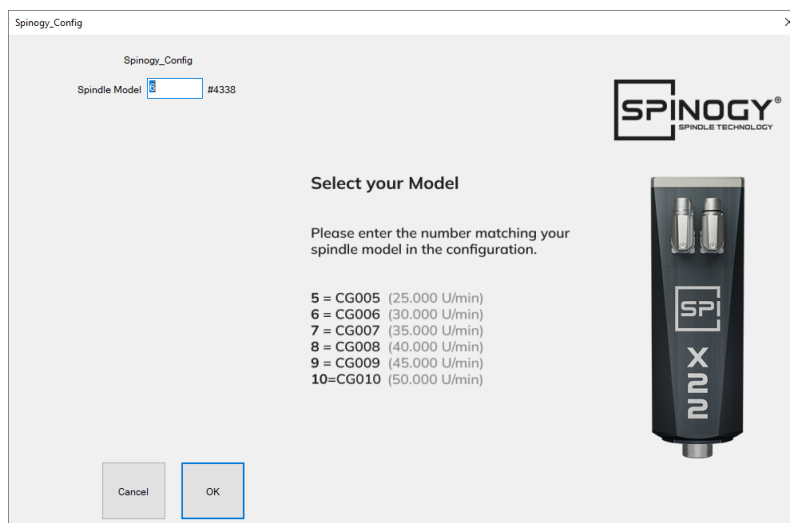 Spinogy_Config
Spinogy_Config
Spindle Model 6 #4338
SPINOGY®
SPINDLE TECHNOLOGY
Select your Model
Please enter the number matching your
spindle model in the configuration.
5 = CG005 (25.000 U/min)
6 = CG006 (30.000 U/min)
7 = CG007 (35.000 U/min)
8 = CG008 (40.000 U/min)
9 = CG009 (45.000 U/min)
10=CG010 (50.000 U/min)
SPI
X22
Cancel OK